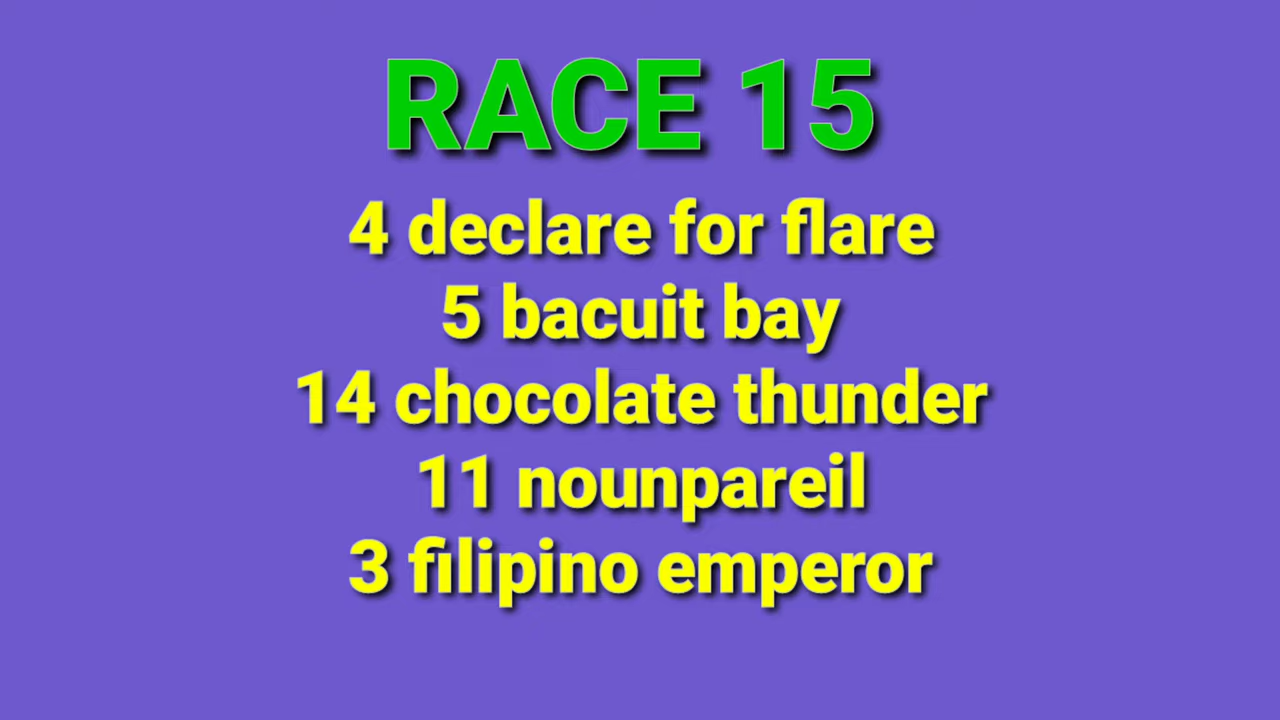 RACE 15
4 declare for flare
5 bacuit bay
14 chocolate thunder
11 nounpareil
3 filipino emperor